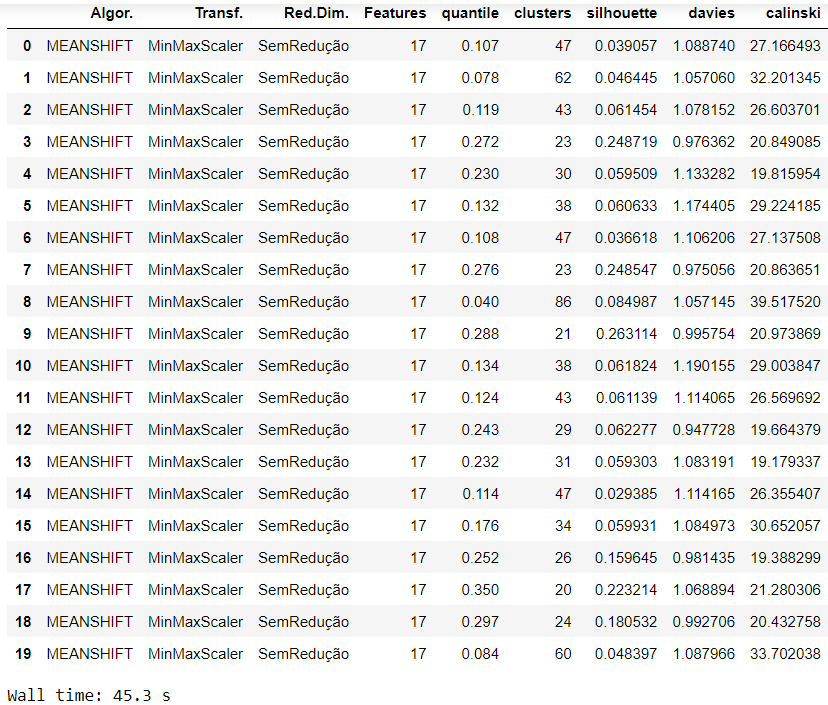 Algor. Transf. Red.Dim. Features quantile clusters silhouette davies calinski
0 MEANSHIFT MinMaxScaler SemRedução 17 0.107 47 0.039057 1.088740 27.166493
1 MEANSHIFT MinMaxScaler SemRedução 17 0.078 62 0.046445 1.057060 32.201345
2 MEANSHIFT MinMaxScaler SemRedução 17 0.119 43 0.061454 1.078152 26.603701
3 MEANSHIFT MinMaxScaler SemRedução 17 0.272 23 0.248719 0.976362 20.849085
4 MEANSHIFT MinMaxScaler SemRedução 17 0.230 30 0.059509 1.133282 19.815954
5 MEANSHIFT MinMaxScaler SemRedução 17 0.132 38 0.060633 1.174405 29.224185
6 MEANSHIFT MinMaxScaler SemRedução 17 0.108 47 0.036618 1.106206 27.137508
7 MEANSHIFT MinMaxScaler SemRedução 17 0.276 23 0.248547 0.975056 20.863651
8 MEANSHIFT MinMaxScaler SemRedução 17 0.040 86 0.084987 1.057145 39.517520
9 MEANSHIFT MinMaxScaler SemRedução 17 0.288 21 0.263114 0.995754 20.973869
10 MEANSHIFT MinMaxScaler SemRedução 17 0.134 38 0.061824 1.190155 29.003847
11 MEANSHIFT MinMaxScaler SemRedução 17 0.124 43 0.061139 1.114065 26.569692
12 MEANSHIFT MinMaxScaler SemRedução 17 0.243 29 0.062277 0.947728 19.664379
13 MEANSHIFT MinMaxScaler SemRedução 17 0.232 31 0.059303 1.083191 19.179337
14 MEANSHIFT MinMaxScaler SemRedução 17 0.114 47 0.029385 1.114165 26.355407
15 MEANSHIFT MinMaxScaler SemRedução 17 0.176 34 0.059931 1.084973 30.652057
16 MEANSHIFT MinMaxScaler SemRedução 17 0.252 26 0.159645 0.981435 19.388299
17 MEANSHIFT MinMaxScaler SemRedução 17 0.350 20 0.223214 1.068894 21.280306
18 MEANSHIFT MinMaxScaler SemRedução 17 0.297 24 0.180532 0.992706 20.432758
19 MEANSHIFT MinMaxScaler SemRedução 17 0.084 60 0.048397 1.087966 33.702038
Wall time: 45.3 s